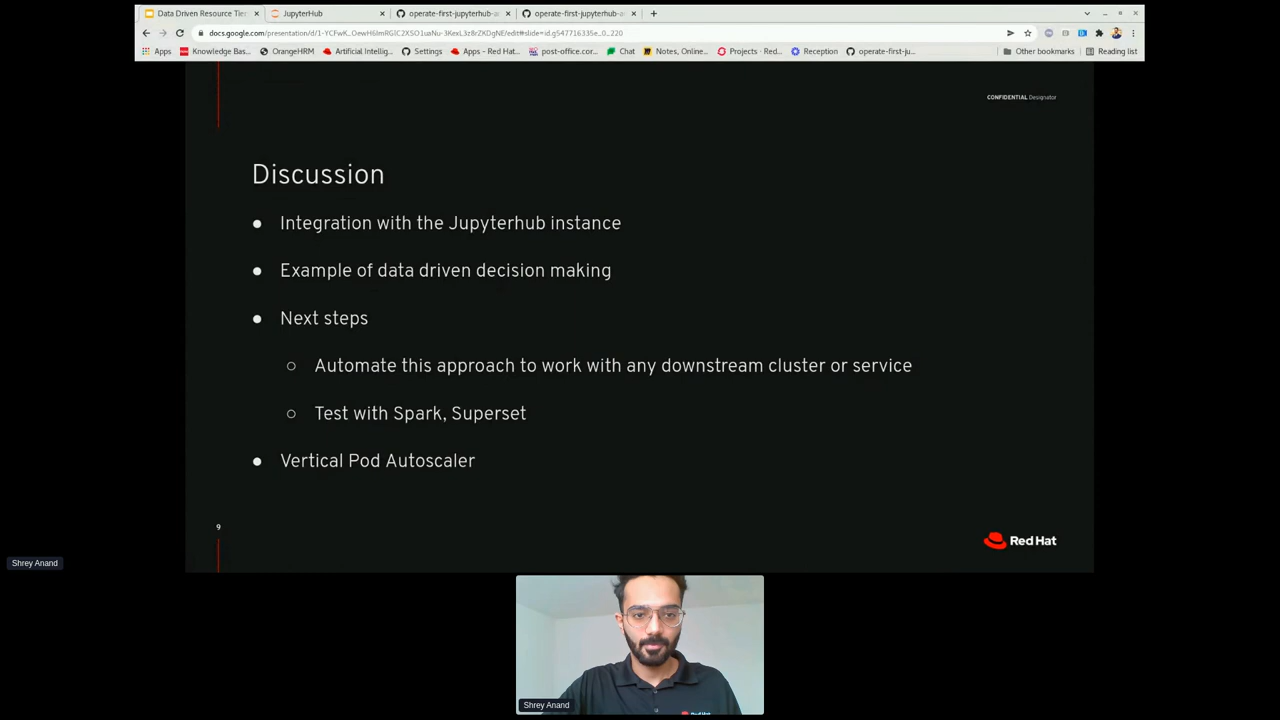 Data Driven Resource Tie
JupyterHub
operate-first-jupyterhub-a
operate-first-jupyterhub-a
Apps
Knowledge Bas...
OrangeHRM
Artificial Intellig...
Settings
Apps - Red Hat...
post-office.cor...
Chat
Notes, Online...
Projects - Red...
Reception
operate-first-ju...
Other bookmarks
Reading list
CONFIDENTIAL Designator
Discussion
● Integration with the Jupyterhub instance
● Example of data driven decision making
● Next steps
○ Automate this approach to work with any downstream cluster or service
○ Test with Spark, Superset
● Vertical Pod Autoscaler
9
Red Hat
Shrey Anand
Shrey Anand